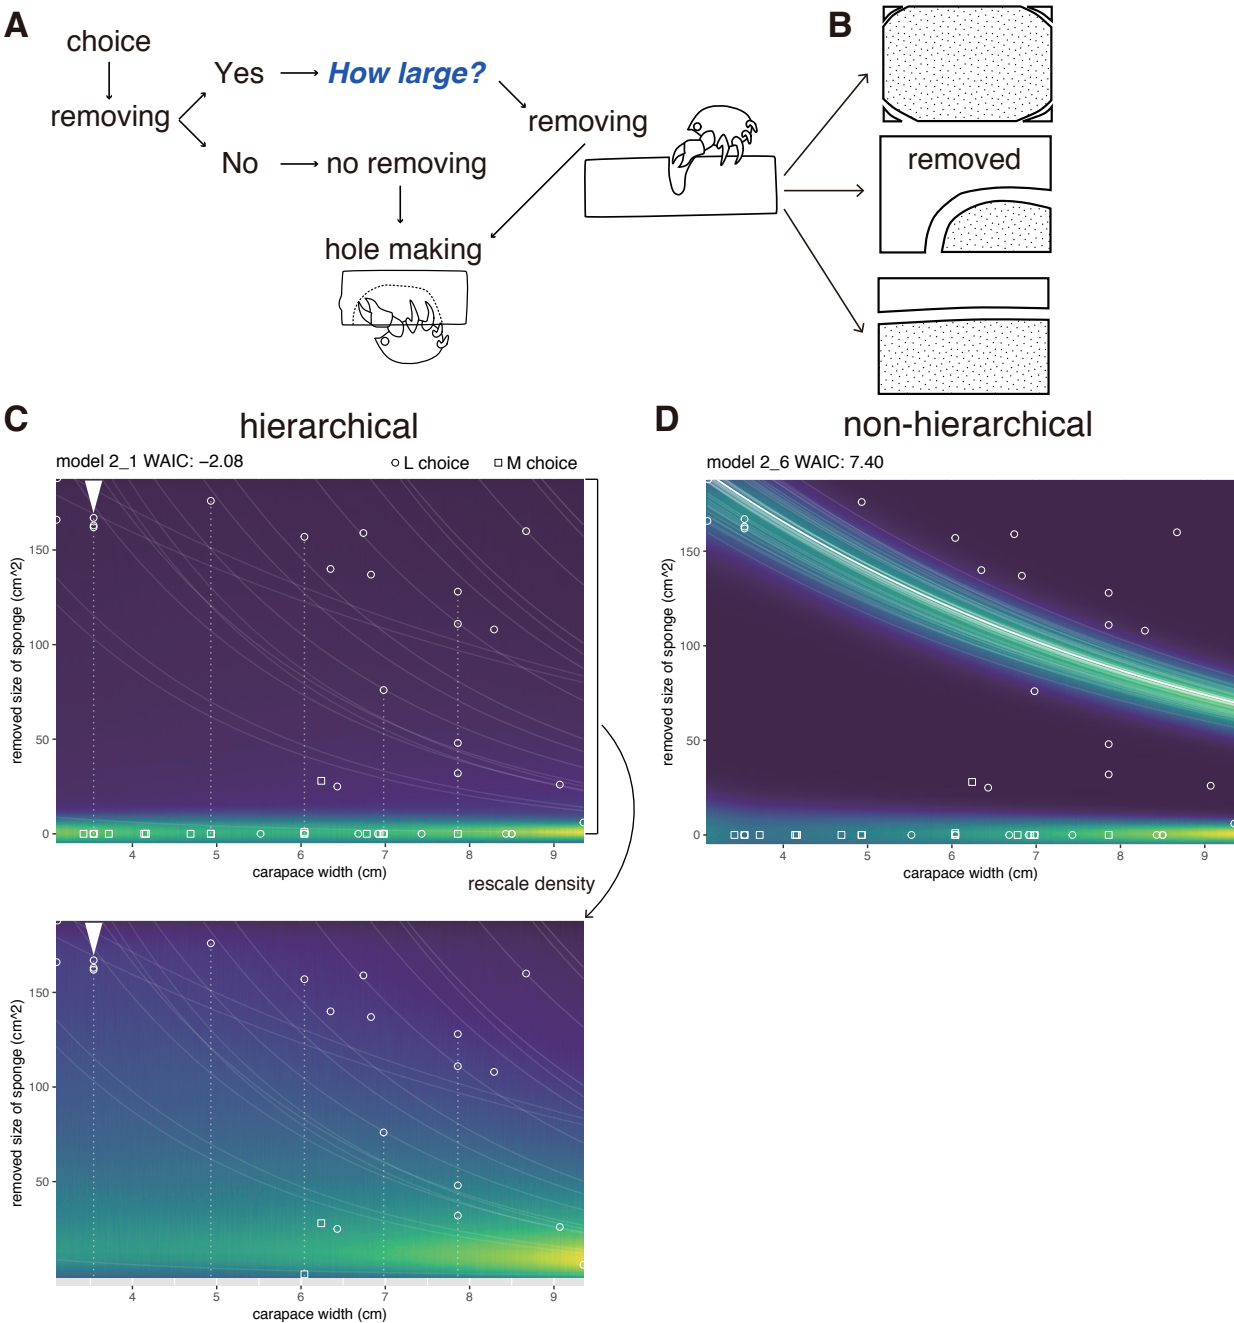 A
choice
removing
Yes
How large?
No
no removing
removing
hole making
B
removed
C
hierarchical
model 2_1 WAIC: −2.08
L choice
M choice
removed size of sponge (cm^2)
150
100
50
0
4
5
6
7
8
9
carapace width (cm)
rescale density
removed size of sponge (cm^2)
150
100
50
4
5
6
7
8
9
carapace width (cm)
D
non-hierarchical
model 2_6 WAIC: 7.40
removed size of sponge (cm^2)
150
100
50
0
4
5
6
7
8
9
carapace width (cm)